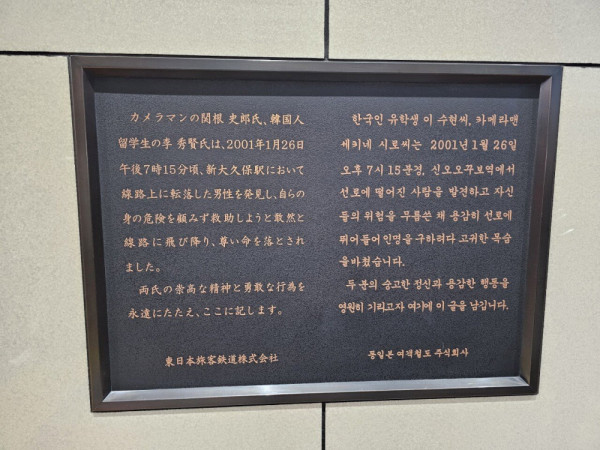 カメラマンの関根 史郎氏、韓国人
留学生の李 秀賢氏は、2001年1月26日
午後7時15分頃、新大久保駅において
線路上に転落した男性を発見し、自らの
身の危険を顧みず救助しようと敢然と
線路に飛び降り、尊い命を落とされ
ました。
両氏の崇高な精神と勇敢な行為を
永遠にたたえ、ここに記します。
東日本旅客鉄道株式会社
한국인 유학생 이 수현씨, 카메라맨
세키네 시로씨는 2001년 1월 26일
오후 7시 15분경, 신오오꾸보역에서
선로에 떨어진 사람을 발견하고 자신
들의 위험을 무릅쓴 채 용감히 선로에
뛰어들어 인명을 구하려다 고귀한 목숨
을 바쳤습니다.
두 분의 숭고한 정신과 용감한 행동을
영원히 기리고자 여기에 이 글을 남깁니다.
동일본 여객철도 주식회사